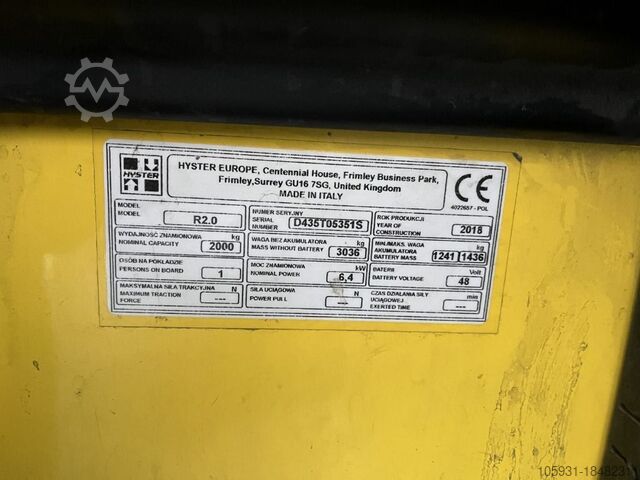 HYSTER
HYSTER EUROPE, Centennial House, Frimley Business Park,
Frimley,Surrey GU16 7SG, United Kingdom
MADE IN ITALY
CE
4022657 - POL
MODEL
MODEL
R2.0
NUMER SERYJNY
SERIAL
NUMBER
D435T05351S
ROK PRODUKCJI
YEAR OF
CONSTRUCTION
2018
WYDAJNOŚĆ ZNAMIONOWA kg
NOMINAL CAPACITY
2000
WAGA BEZ AKUMULATORA kg
MASS WITHOUT BATTERY
3036
MIN./MAKS. WAGA kg
AKUMULATORA
BATTERY MASS
1241 1436
OSÓB NA POKŁADZIE
PERSONS ON BOARD
1
MOC ZNAMIONOWA kW
NOMINAL POWER
6,4
BATERII Volt
BATTERY VOLTAGE
48
MAKSYMALNA SIŁA TRAKCYJNA N
MAXIMUM TRACTION
FORCE
---
SIŁA UCIĄGOWA N
POWER PULL
---
CZAS DZIAŁANIA SIŁY min
UCIĄGOWEJ
EXERTED TIME
---
105931-18482311